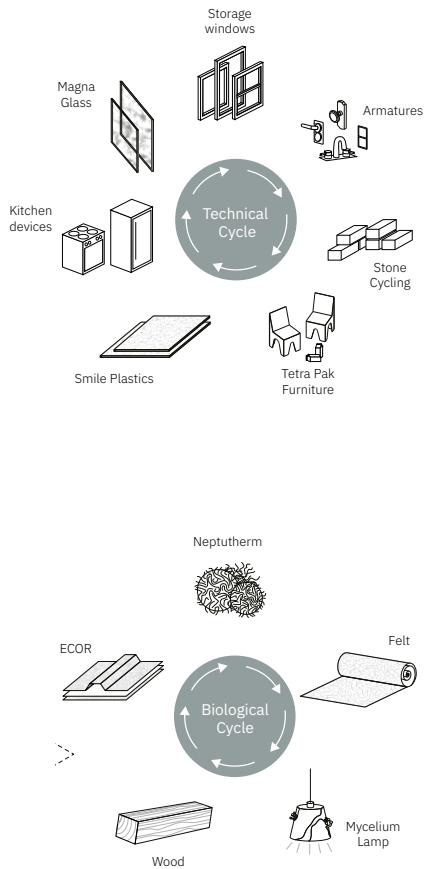 Storage
windows
Magna
Glass
Armatures
Technical
Cycle
Kitchen
devices
Stone
Cycling
Smile Plastics
Tetra Pak
Furniture
Neptutherm
ECOR
Felt
Biological
Cycle
Mycelium
Lamp
Wood